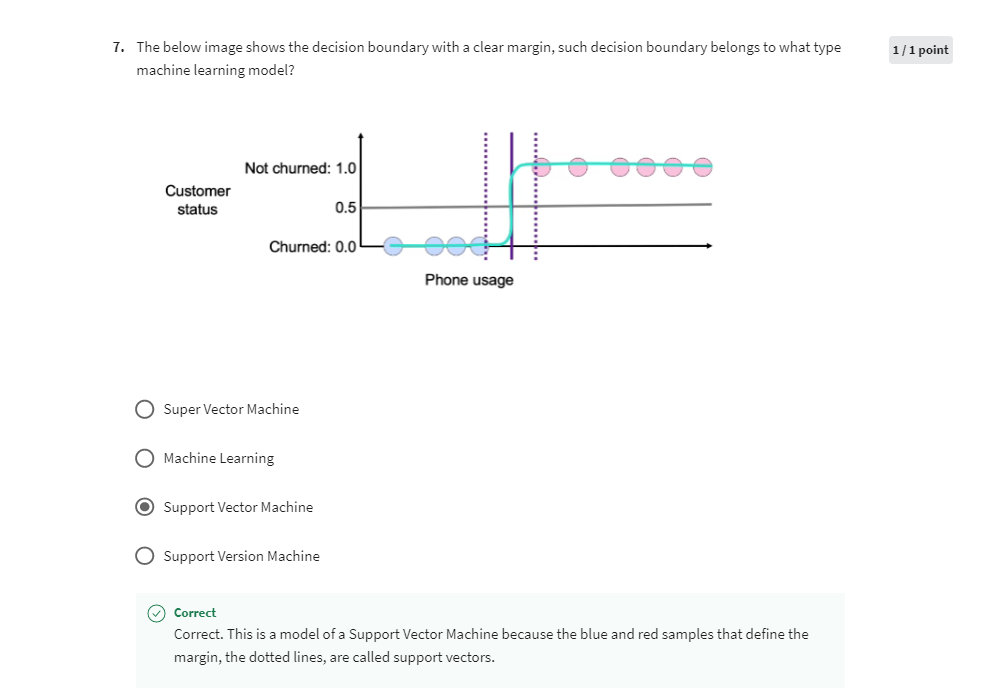 7. The below image shows the decision boundary with a clear margin, such decision boundary belongs to what type
machine learning model?
1 / 1 point
Not churned: 1.0
Customer
status
0.5
Churned: 0.0
Phone usage
Super Vector Machine
Machine Learning
Support Vector Machine
Support Version Machine
Correct
Correct. This is a model of a Support Vector Machine because the blue and red samples that define the
margin, the dotted lines, are called support vectors.